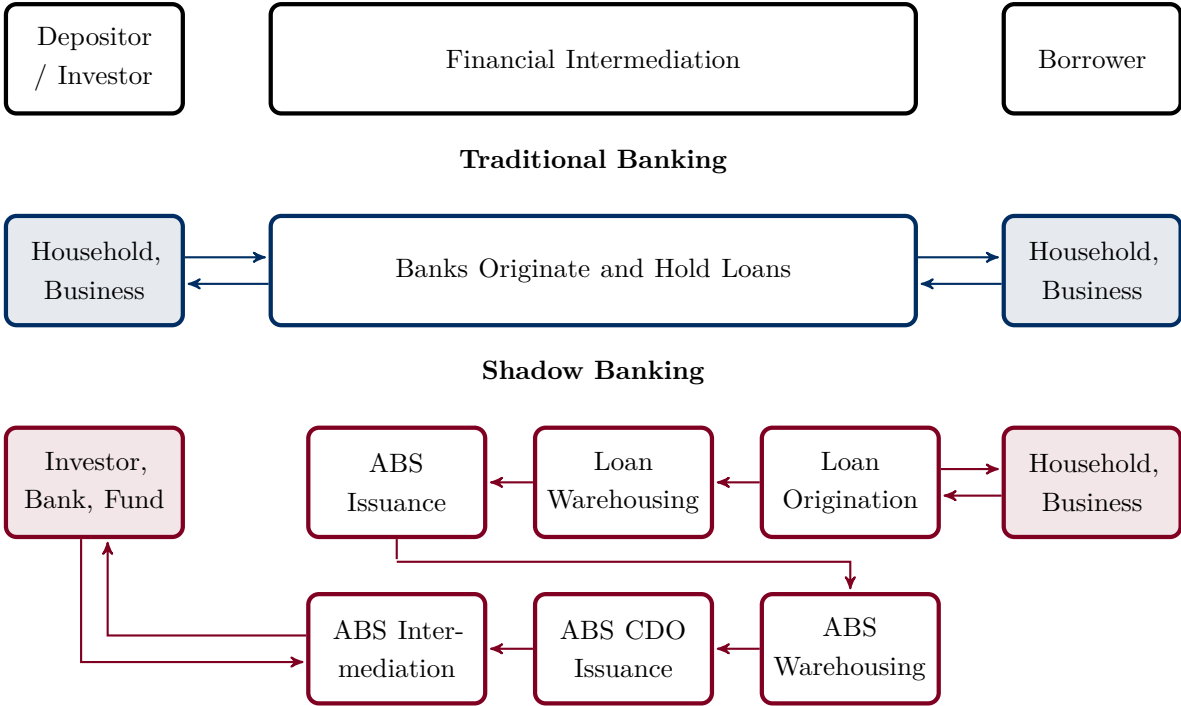 Depositor
/ Investor
Financial Intermediation
Borrower
Traditional Banking
Household,
Business
Banks Originate and Hold Loans
Household,
Business
Shadow Banking
Investor,
Bank, Fund
ABS
Issuance
Loan
Warehousing
Loan
Origination
Household,
Business
ABS Inter-
mediation
ABS CDO
Issuance
ABS
Warehousing